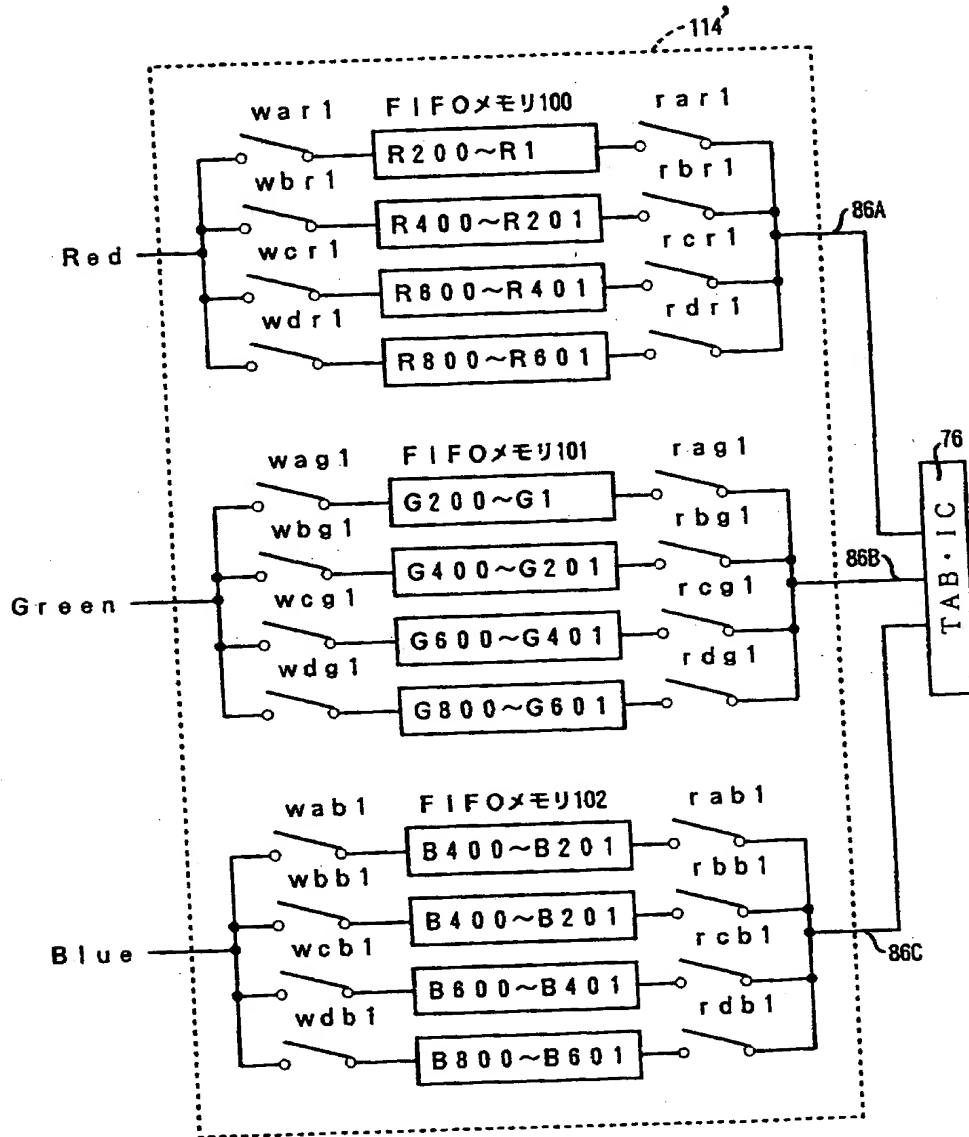 114'
war1 FIFOメモリ100 rar1
R200～R1
wbr1 rbr1
R400～R201
86A
Red
wcr1 rcr1
R600～R401
wdr1 rdr1
R800～R601
76
wag1 FIFOメモリ101 rag1
G200～G1
wbg1 rbg1
G400～G201
86B
TAB・IC
Green
wcg1 rcg1
G600～G401
wdg1 rdg1
G800～G601
wab1 FIFOメモリ102 rab1
B400～B201
wbb1 rbb1
B400～B201
Blue
wcb1 rcb1
86C
B600～B401
wdb1 rdb1
B800～B601